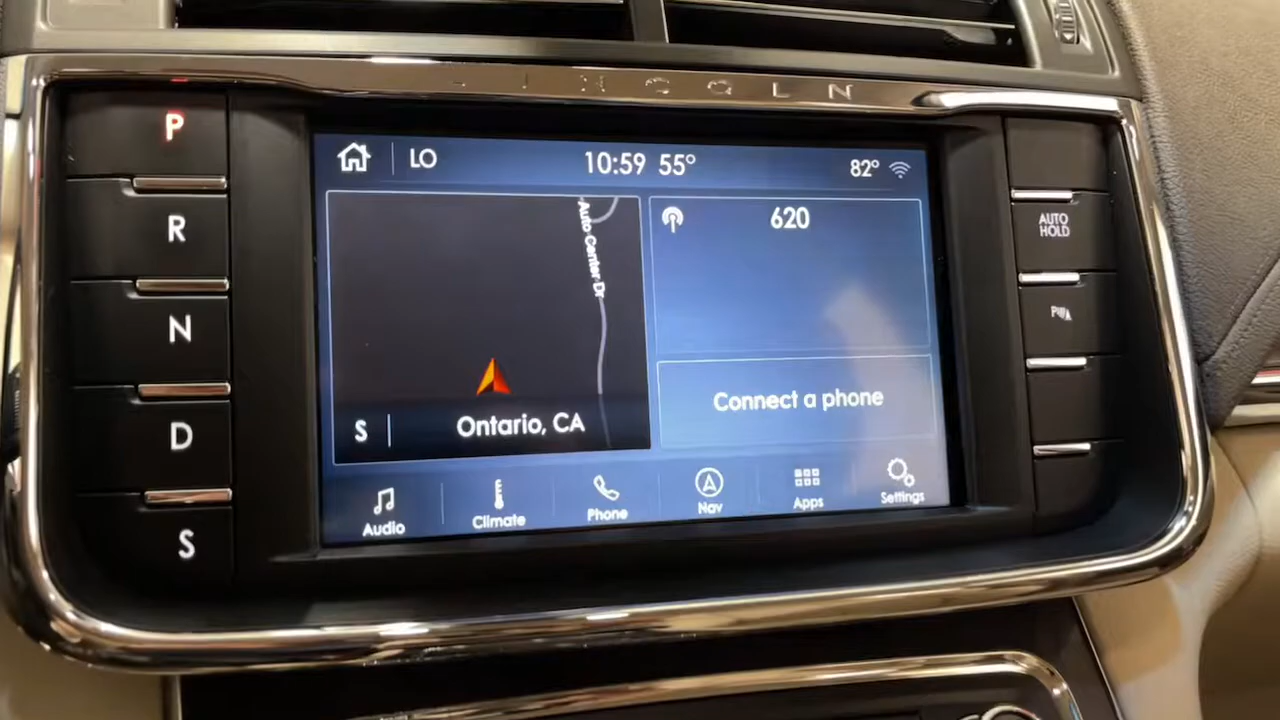 LINCOLN
P
R
N
D
S
LO
10:59 55°
82°
Auto Center Dr
S
Ontario, CA
620
Connect a phone
Audio
Climate
Phone
Nav
Apps
Settings
AUTO
HOLD